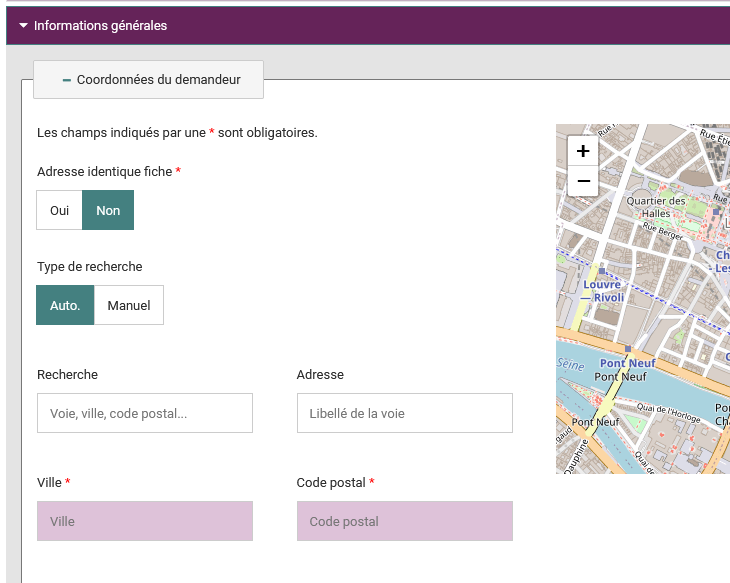 Informations générales
Coordonnées du demandeur
Les champs indiqués par une * sont obligatoires.
Adresse identique fiche *
Oui Non
Type de recherche
Auto. Manuel
Recherche
Voie, ville, code postal...
Adresse
Libellé de la voie
Ville *
Ville
Code postal *
Code postal
+
−
Quartier des
Halles
Rue Berger
Louvre
— Rivoli
Pont Neuf
Pont Neuf
Seine
Quai de l'Horloge
Pont Neuf
Dauphine